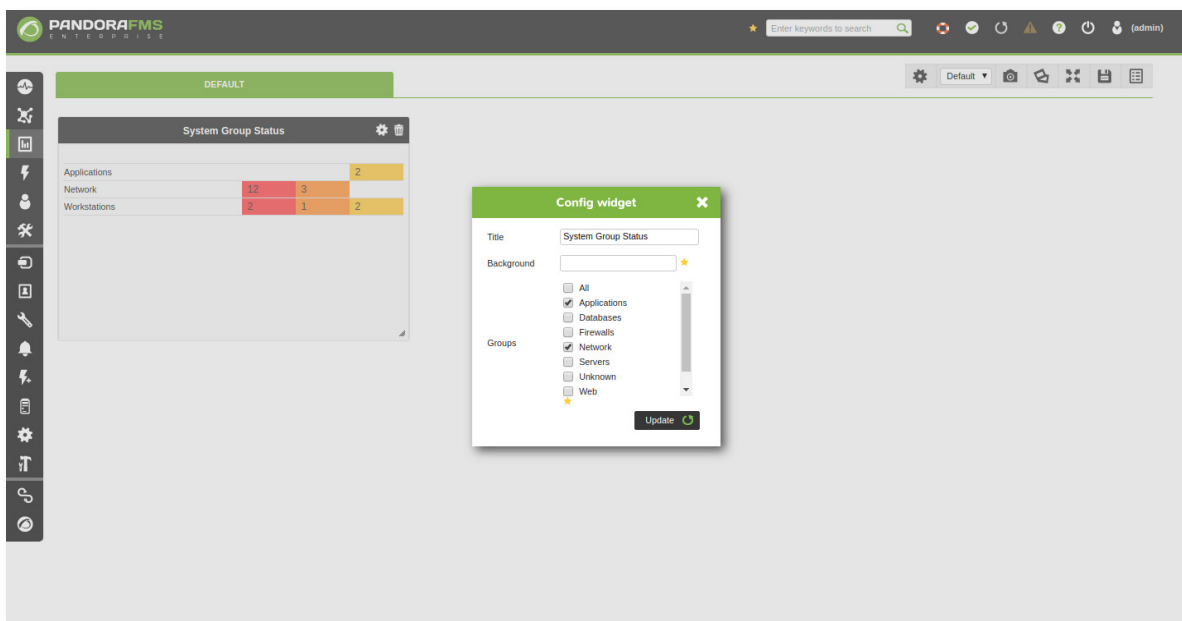 PANDORAFMS
ENTERPRISE
Enter keywords to search
(admin)
DEFAULT
Default
System Group Status
Applications 2
Network 12 3
Workstations 2 1 2
Config widget
Title System Group Status
Background
Groups
All
Applications
Databases
Firewalls
Network
Servers
Unknown
Web
Update